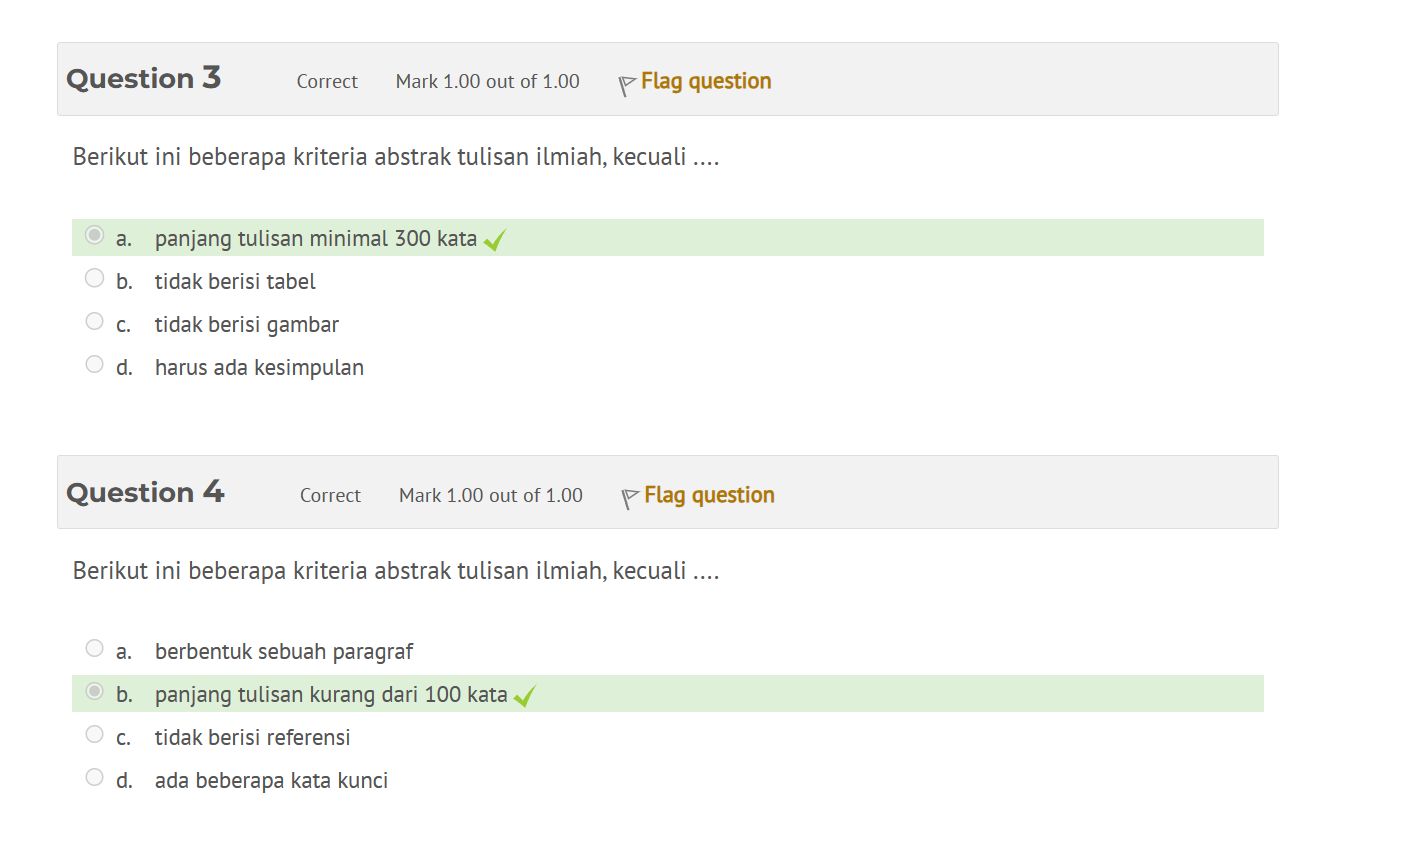 Question 3 Correct Mark 1.00 out of 1.00 Flag question
Berikut ini beberapa kriteria abstrak tulisan ilmiah, kecuali ....
a. panjang tulisan minimal 300 kata
b. tidak berisi tabel
c. tidak berisi gambar
d. harus ada kesimpulan
Question 4 Correct Mark 1.00 out of 1.00 Flag question
Berikut ini beberapa kriteria abstrak tulisan ilmiah, kecuali ....
a. berbentuk sebuah paragraf
b. panjang tulisan kurang dari 100 kata
c. tidak berisi referensi
d. ada beberapa kata kunci